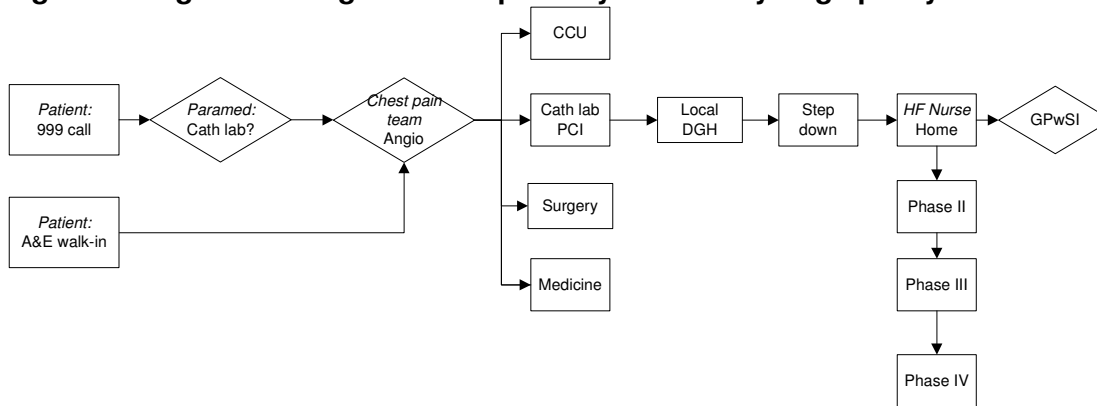 CCU
Patient:
999 call
Paramed:
Cath lab?
Chest pain
team
Angio
Cath lab
PCI
Local
DGH
Step
down
HF Nurse
Home
GPwSI
Patient:
A&E walk-in
Surgery
Phase II
Medicine
Phase III
Phase IV